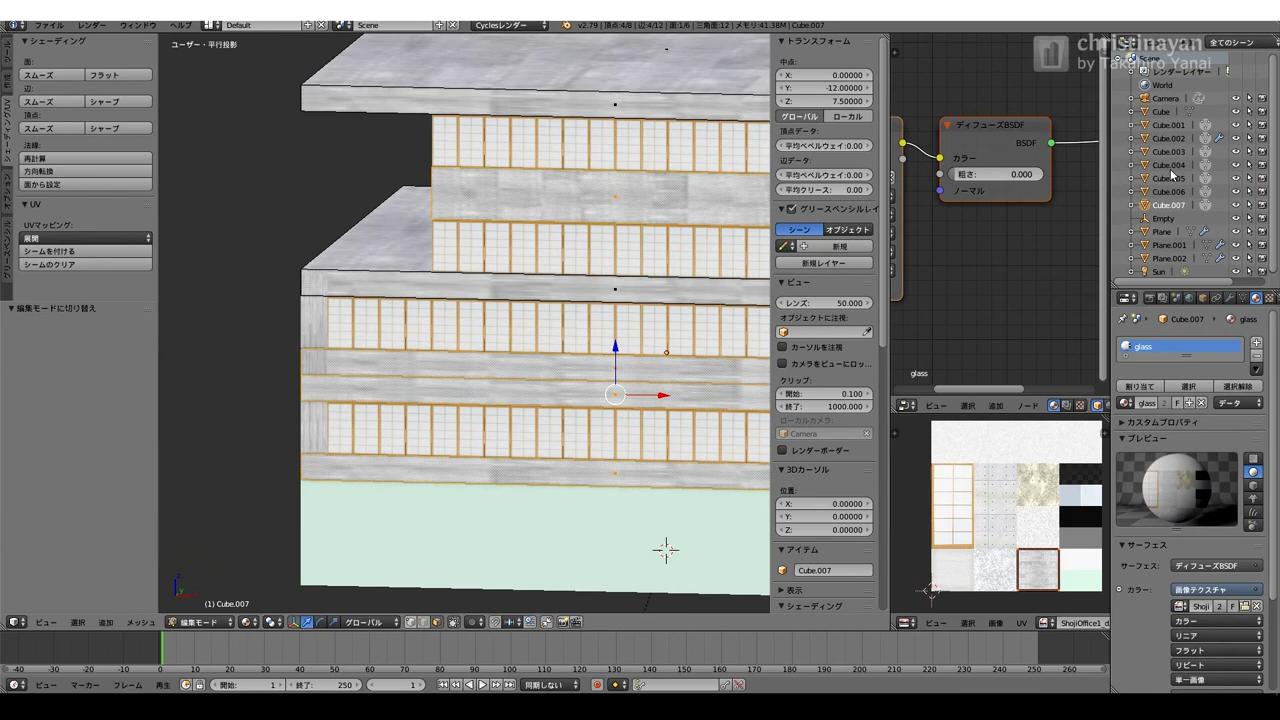 ファイル
レンダー
ウィンドウ
ヘルプ
Default
Scene
Cyclesレンダー
v2.79 | 頂点:4/8 | 辺:4/12 | 面:1/6 | 三角面:12 | メモリ:41.38M | Cube.007
christinayan
by Takahiro Yanai
シェーディング
面:
スムーズ
フラット
辺:
スムーズ
シャープ
頂点:
スムーズ
シャープ
法線:
再計算
方向転換
面から設定
UV
UVマッピング:
展開
シームを付ける
シームのクリア
編集モードに切り替え
ユーザー・平行投影
(1) Cube.007
トランスフォーム
中点:
X: 0.00000
Y: -12.00000
Z: 7.50000
グローバル
ローカル
頂点データ:
平均ベベルウェイ:0.00
辺データ:
平均ベベルウェイ:0.00
平均クリース: 0.00
グリースペンシルレイ
シーン
オブジェクト
新規
新規レイヤー
ビュー
レンズ: 50.000
オブジェクトに注視:
カーソルを注視
カメラをビューにロッ...
クリップ:
開始: 0.100
終了: 1000.000
ローカルカメラ:
Camera
レンダーボーダー
3Dカーソル
位置:
X: 0.00000
Y: 0.00000
Z: 0.00000
アイテム
Cube.007
表示
シェーディング
ディフューズBSDF
BSDF
カラー
粗さ: 0.000
ノーマル
glass
ビュー
選択
追加
ノード
ビュー
選択
画像
UV
ShojiOffice1_d
全てのシーン
Scene
レンダーレイヤー
World
Camera
Cube
Cube.001
Cube.002
Cube.003
Cube.004
Cube.006
Cube.007
Empty
Plane
Plane.001
Plane.002
Sun
Cube.007
glass
glass
割り当て
選択
選択解除
glass
2
F
データ
カスタムプロパティ
プレビュー
サーフェス
サーフェス:
ディフューズBSDF
カラー:
画像テクスチャ
Shoji
2
F
カラー
リニア
フラット
リピート
単一画像
ビュー
選択
追加
メッシュ
編集モード
グローバル
-40 -30 -20 -10 0 10 20 30 40 50 60 70 80 90 100 110 120 130 140 150 160 170 180 190 200 210 220 230 240 250 260
ビュー
マーカー
フレーム
再生
開始: 1
終了: 250
1
同期しない